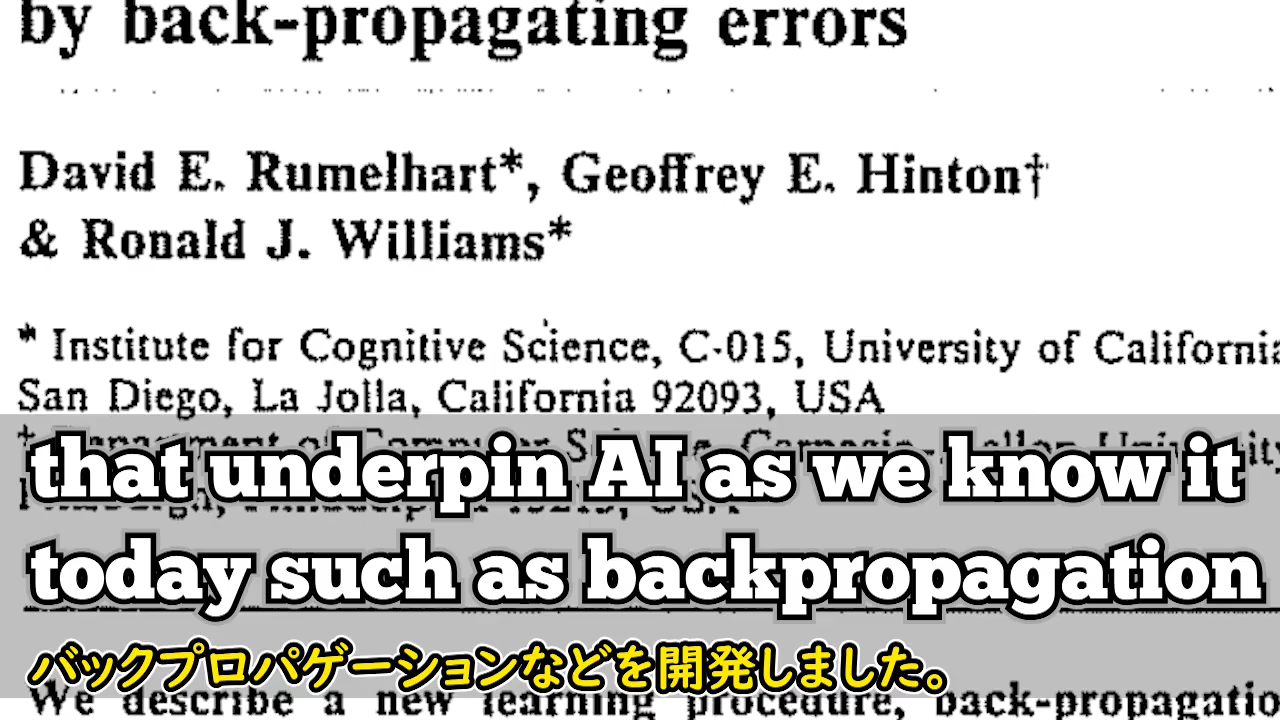 by back-propagating errors
David E. Rumelhart*, Geoffrey E. Hinton†
& Ronald J. Williams*
* Institute for Cognitive Science, C-015, University of California,
San Diego, La Jolla, California 92093, USA
that underpin AI as we know it
today such as backpropagation
バックプロパゲーションなどを開発しました。
We describe a new learning procedure, back-propagatio